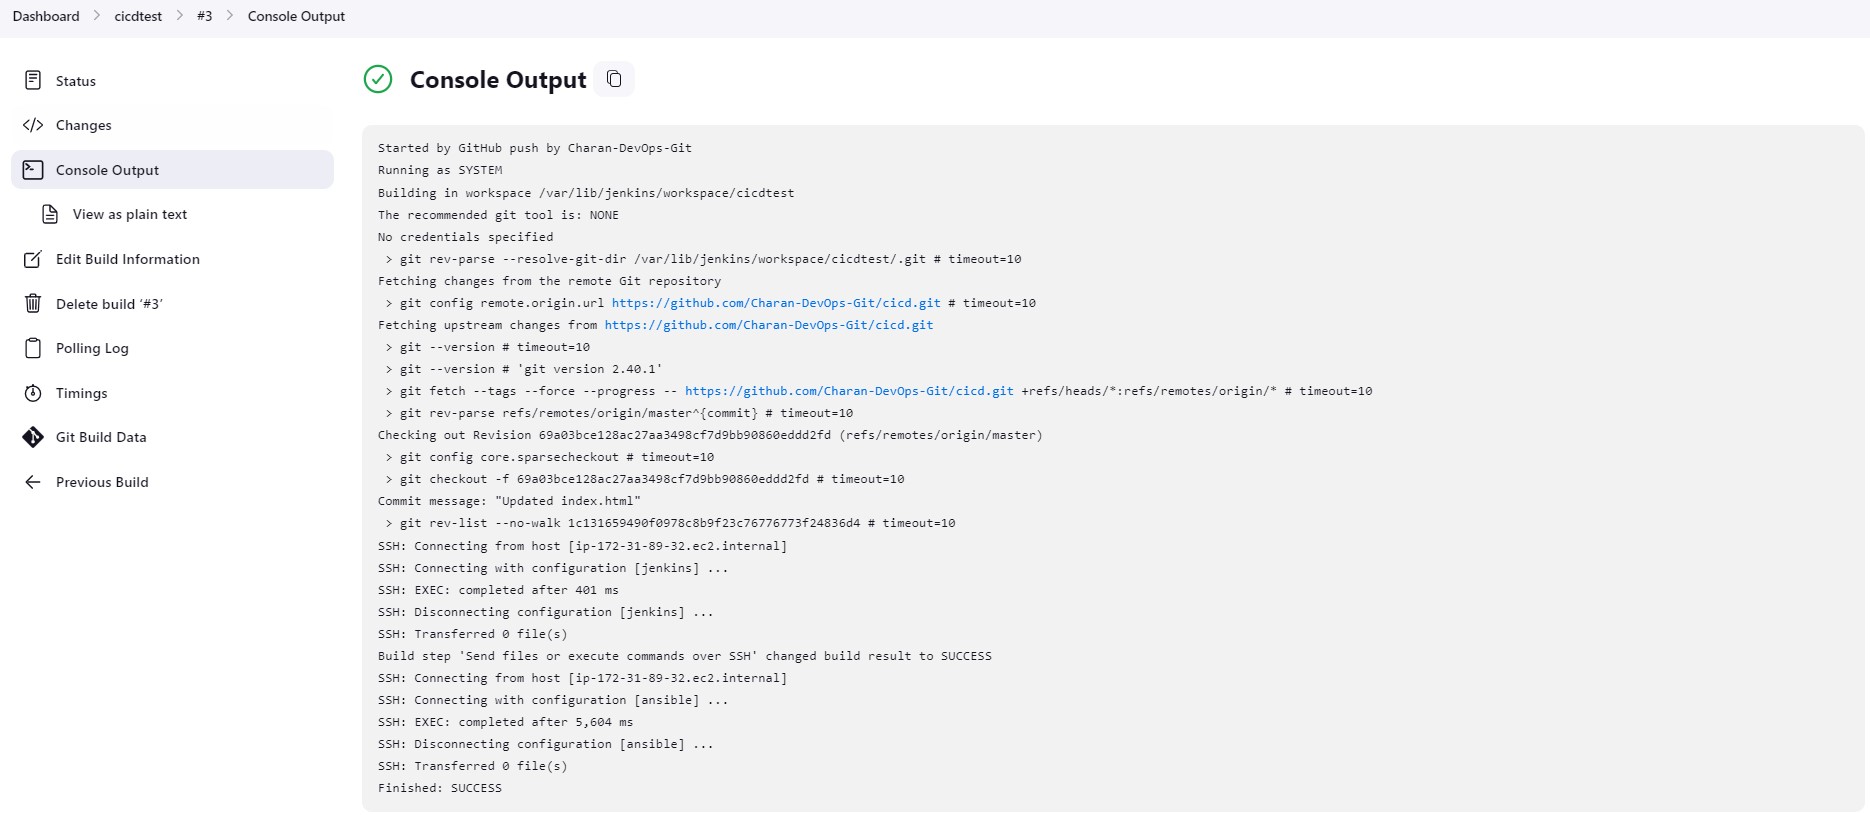 Dashboard > cicdtest > #3 > Console Output
Status
Changes
Console Output
View as plain text
Edit Build Information
Delete build ‘#3’
Polling Log
Timings
Git Build Data
Previous Build
Console Output
Started by GitHub push by Charan-DevOps-Git
Running as SYSTEM
Building in workspace /var/lib/jenkins/workspace/cicdtest
The recommended git tool is: NONE
No credentials specified
 > git rev-parse --resolve-git-dir /var/lib/jenkins/workspace/cicdtest/.git # timeout=10
Fetching changes from the remote Git repository
 > git config remote.origin.url https://github.com/Charan-DevOps-Git/cicd.git # timeout=10
Fetching upstream changes from https://github.com/Charan-DevOps-Git/cicd.git
 > git --version # timeout=10
 > git --version # 'git version 2.40.1'
 > git fetch --tags --force --progress -- https://github.com/Charan-DevOps-Git/cicd.git +refs/heads/*:refs/remotes/origin/* # timeout=10
 > git rev-parse refs/remotes/origin/master^{commit} # timeout=10
Checking out Revision 69a03bce128ac27aa3498cf7d9bb90860eddd2fd (refs/remotes/origin/master)
 > git config core.sparsecheckout # timeout=10
 > git checkout -f 69a03bce128ac27aa3498cf7d9bb90860eddd2fd # timeout=10
Commit message: "Updated index.html"
 > git rev-list --no-walk 1c131659490f0978c8b9f23c76776773f24836d4 # timeout=10
SSH: Connecting from host [ip-172-31-89-32.ec2.internal]
SSH: Connecting with configuration [jenkins] ...
SSH: EXEC: completed after 401 ms
SSH: Disconnecting configuration [jenkins] ...
SSH: Transferred 0 file(s)
Build step 'Send files or execute commands over SSH' changed build result to SUCCESS
SSH: Connecting from host [ip-172-31-89-32.ec2.internal]
SSH: Connecting with configuration [ansible] ...
SSH: EXEC: completed after 5,604 ms
SSH: Disconnecting configuration [ansible] ...
SSH: Transferred 0 file(s)
Finished: SUCCESS